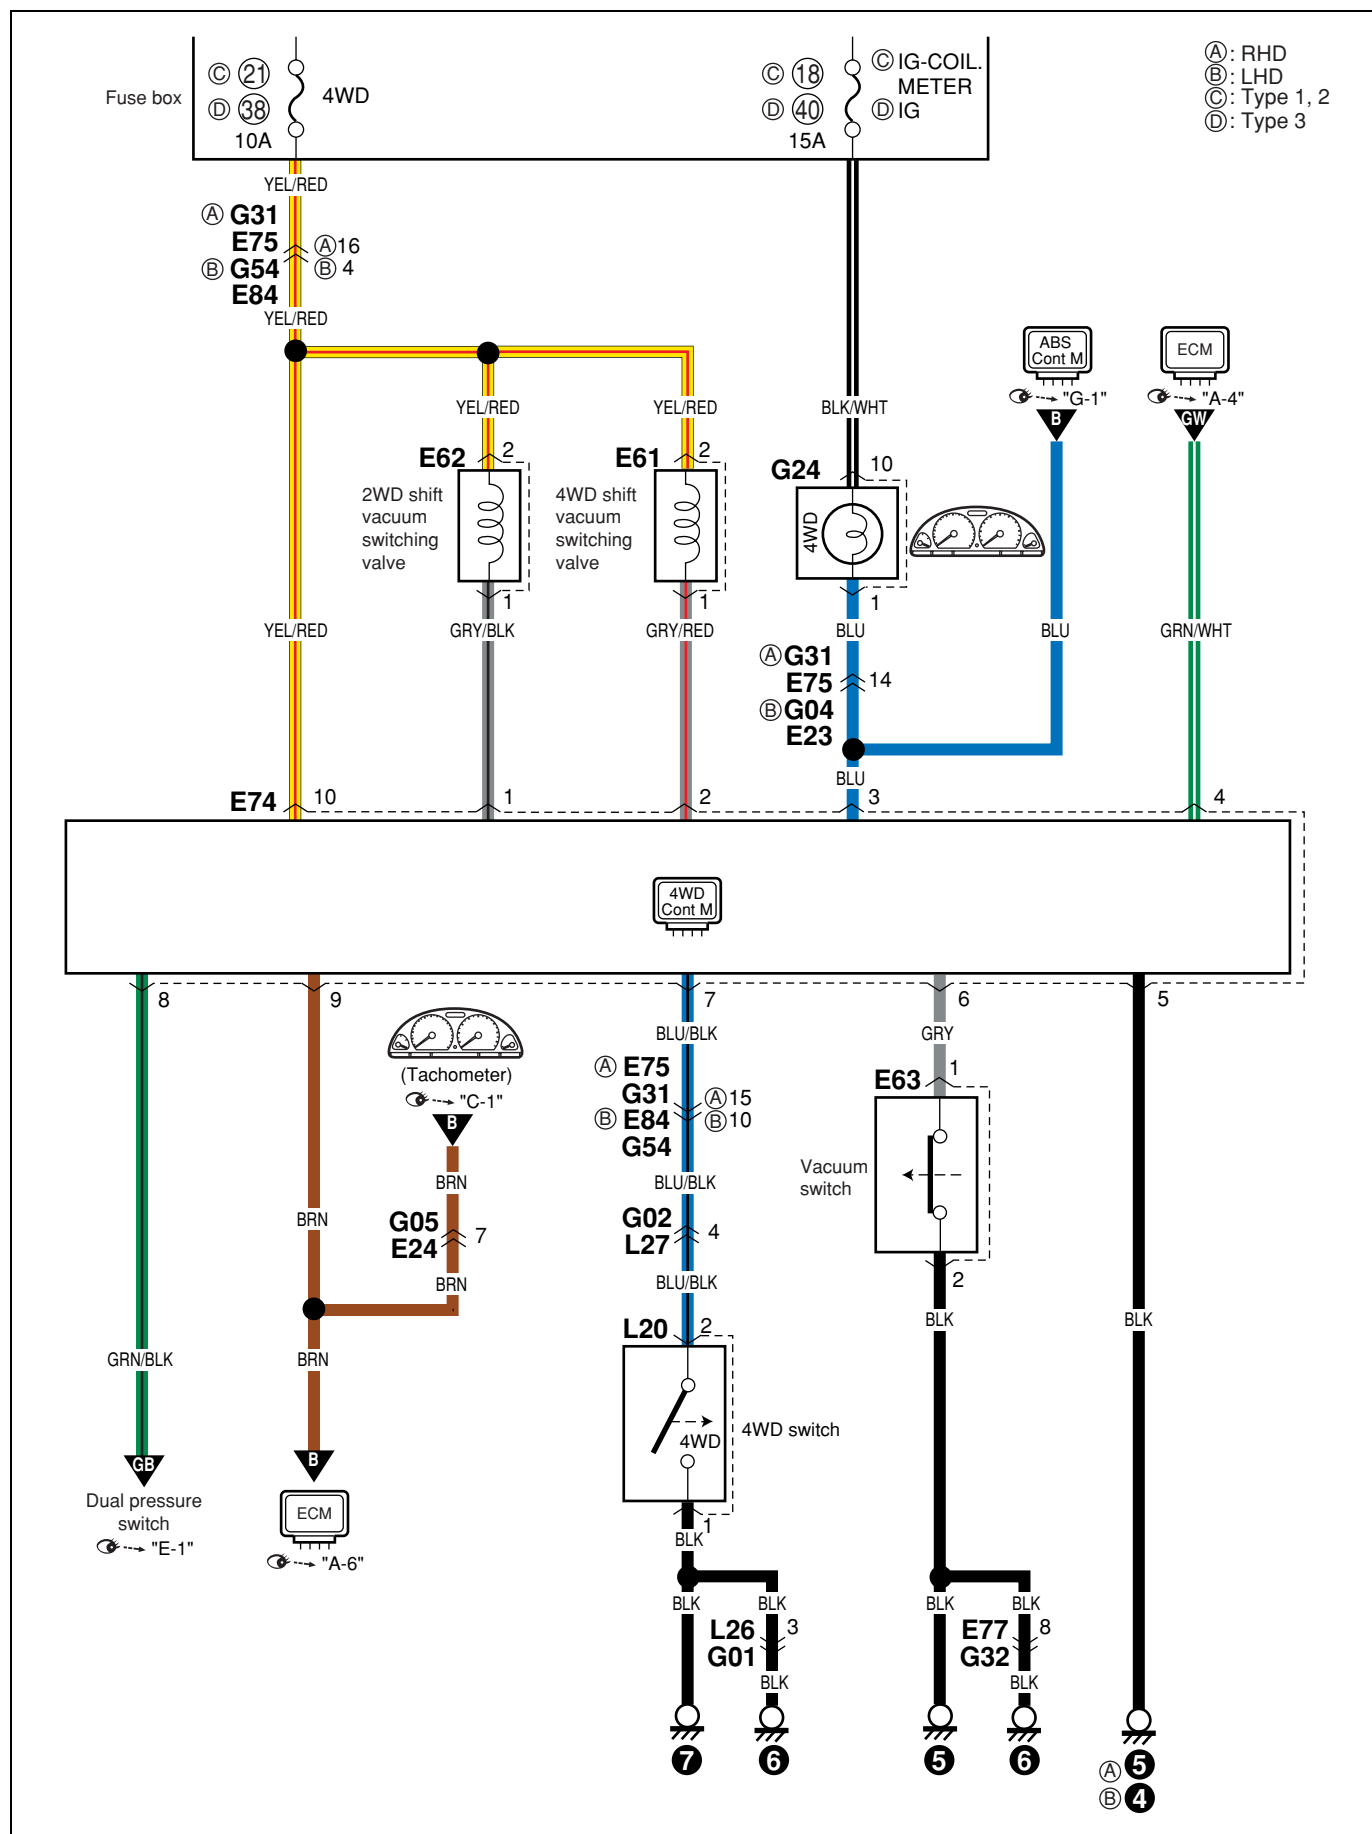 Fuse box
Ⓒ ㉑
Ⓓ ㊳
10A
4WD
Ⓒ ⑱
Ⓓ ㊵
15A
Ⓒ IG-COIL.
METER
Ⓓ IG
Ⓐ: RHD
Ⓑ: LHD
Ⓒ: Type 1, 2
Ⓓ: Type 3
YEL/RED
Ⓐ G31
E75
Ⓑ G54
E84
Ⓐ16
Ⓑ 4
YEL/RED
ABS
Cont M
"G-1"
B
ECM
"A-4"
GW
YEL/RED
YEL/RED
BLK/WHT
E62
2
E61
2
G24
10
2WD shift
vacuum
switching
valve
4WD shift
vacuum
switching
valve
4WD
1
1
1
YEL/RED
GRY/BLK
GRY/RED
BLU
BLU
GRN/WHT
Ⓐ G31
E75
14
Ⓑ G04
E23
BLU
E74
10
1
2
3
4
4WD
Cont M
8
9
7
6
5
BLU/BLK
GRY
(Tachometer)
"C-1"
B
Ⓐ E75
G31
Ⓑ E84
G54
Ⓐ15
Ⓑ10
E63
1
Vacuum
switch
BRN
BLU/BLK
BRN
G05
E24
7
G02
L27
4
BRN
BLU/BLK
2
L20
2
BLK
BLK
GRN/BLK
BRN
4WD
4WD switch
GB
B
Dual pressure
switch
"E-1"
ECM
"A-6"
1
BLK
BLK
BLK
BLK
BLK
L26
G01
3
E77
G32
8
BLK
BLK
7
6
5
6
Ⓐ 5
Ⓑ 4